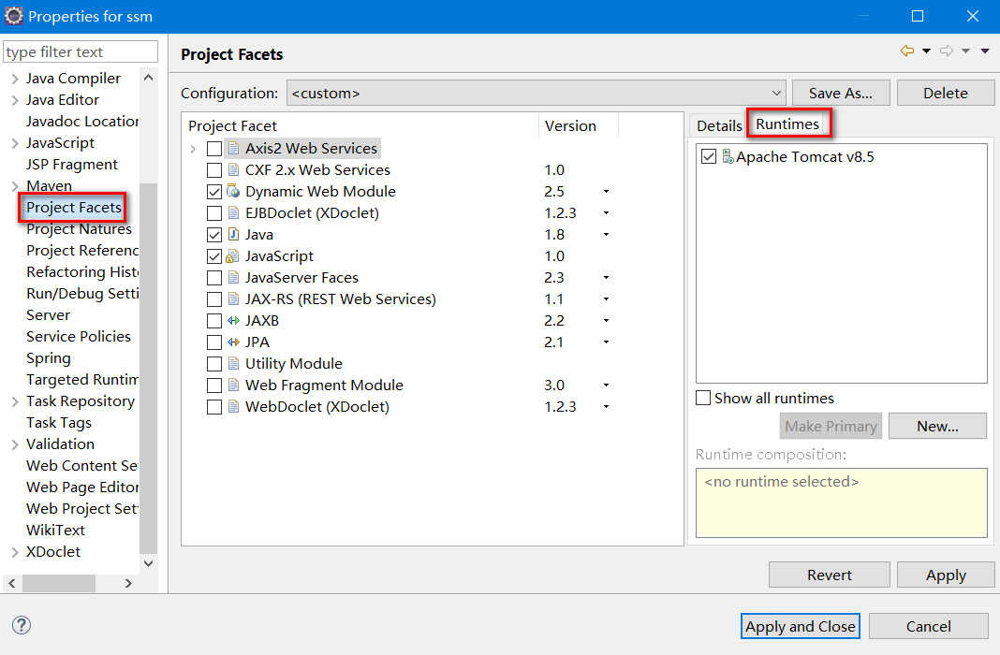 Properties for ssm
type filter text
Java Compiler
Java Editor
Javadoc Location
JavaScript
JSP Fragment
Maven
Project Facets
Project Natures
Project Referenc
Refactoring Hist
Run/Debug Setti
Server
Service Policies
Spring
Targeted Runtim
Task Repository
Task Tags
Validation
Web Content Se
Web Page Editor
Web Project Set
WikiText
XDoclet
Project Facets
Configuration: <custom> Save As... Delete
Project Facet Version
Axis2 Web Services
CXF 2.x Web Services 1.0
Dynamic Web Module 2.5
EJBDoclet (XDoclet) 1.2.3
Java 1.8
JavaScript 1.0
JavaServer Faces 2.3
JAX-RS (REST Web Services) 1.1
JAXB 2.2
JPA 2.1
Utility Module
Web Fragment Module 3.0
WebDoclet (XDoclet) 1.2.3
Details Runtimes
Apache Tomcat v8.5
Show all runtimes
Make Primary New...
Runtime composition:
<no runtime selected>
Revert Apply
Apply and Close Cancel